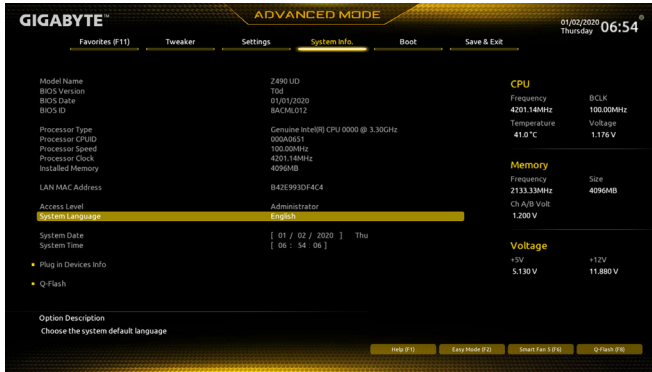 GIGABYTE™
ADVANCED MODE
01/02/2020
Thursday
06:54
Favorites (F11) Tweaker Settings System Info. Boot Save & Exit
Model Name Z490 UD
BIOS Version T0d
BIOS Date 01/01/2020
BIOS ID 8ACML012
Processor Type Genuine Intel(R) CPU 0000 @ 3.30GHz
Processor CPUID 000A0651
Processor Speed 100.00MHz
Processor Clock 4201.14MHz
Installed Memory 4096MB
LAN MAC Address B42E993DF4C4
Access Level Administrator
System Language English
System Date [ 01 / 02 / 2020 ] Thu
System Time [ 06 : 54 : 06 ]
Plug in Devices Info
Q-Flash
CPU
Frequency BCLK
4201.14MHz 100.00MHz
Temperature Voltage
41.0 °C 1.176 V
Memory
Frequency Size
2133.33MHz 4096MB
Ch A/B Volt
1.200 V
Voltage
+5V +12V
5.130 V 11.880 V
Option Description
Choose the system default language
Help (F1) Easy Mode (F2) Smart Fan 5 (F6) Q-Flash (F8)